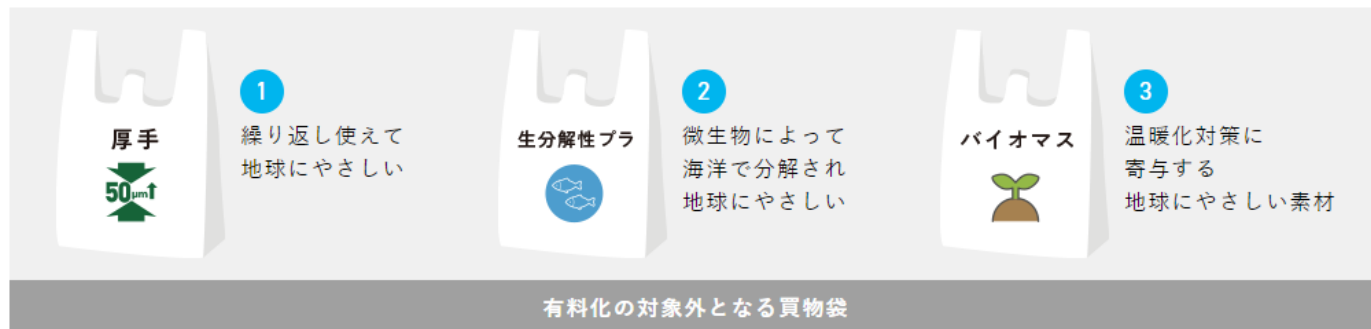 厚手
50μm↑
1
繰り返し使えて
地球にやさしい
生分解性プラ
2
微生物によって
海洋で分解され
地球にやさしい
バイオマス
3
温暖化対策に
寄与する
地球にやさしい素材
有料化の対象外となる買物袋